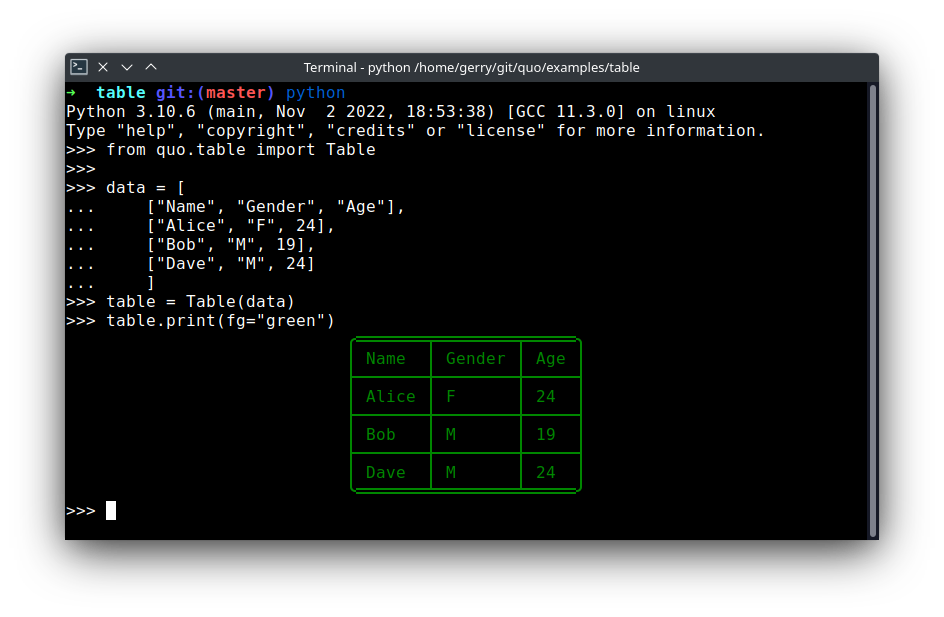 Terminal - python /home/gerry/git/quo/examples/table
→  table git:(master) python
Python 3.10.6 (main, Nov  2 2022, 18:53:38) [GCC 11.3.0] on linux
Type "help", "copyright", "credits" or "license" for more information.
>>> from quo.table import Table
>>>
>>> data = [
...     ["Name", "Gender", "Age"],
...     ["Alice", "F", 24],
...     ["Bob", "M", 19],
...     ["Dave", "M", 24]
...     ]
>>> table = Table(data)
>>> table.print(fg="green")
Name Gender Age
Alice F 24
Bob M 19
Dave M 24
>>>